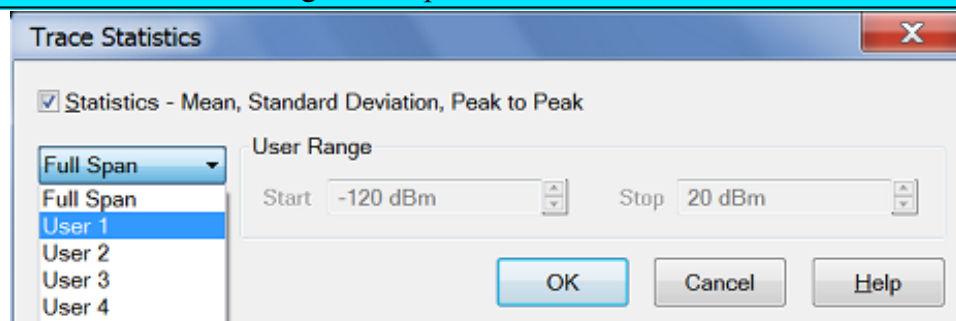 Trace Statistics
Statistics - Mean, Standard Deviation, Peak to Peak
User Range
Full Span
Start -120 dBm Stop 20 dBm
Full Span
User 1
User 2
User 3
User 4
OK Cancel Help